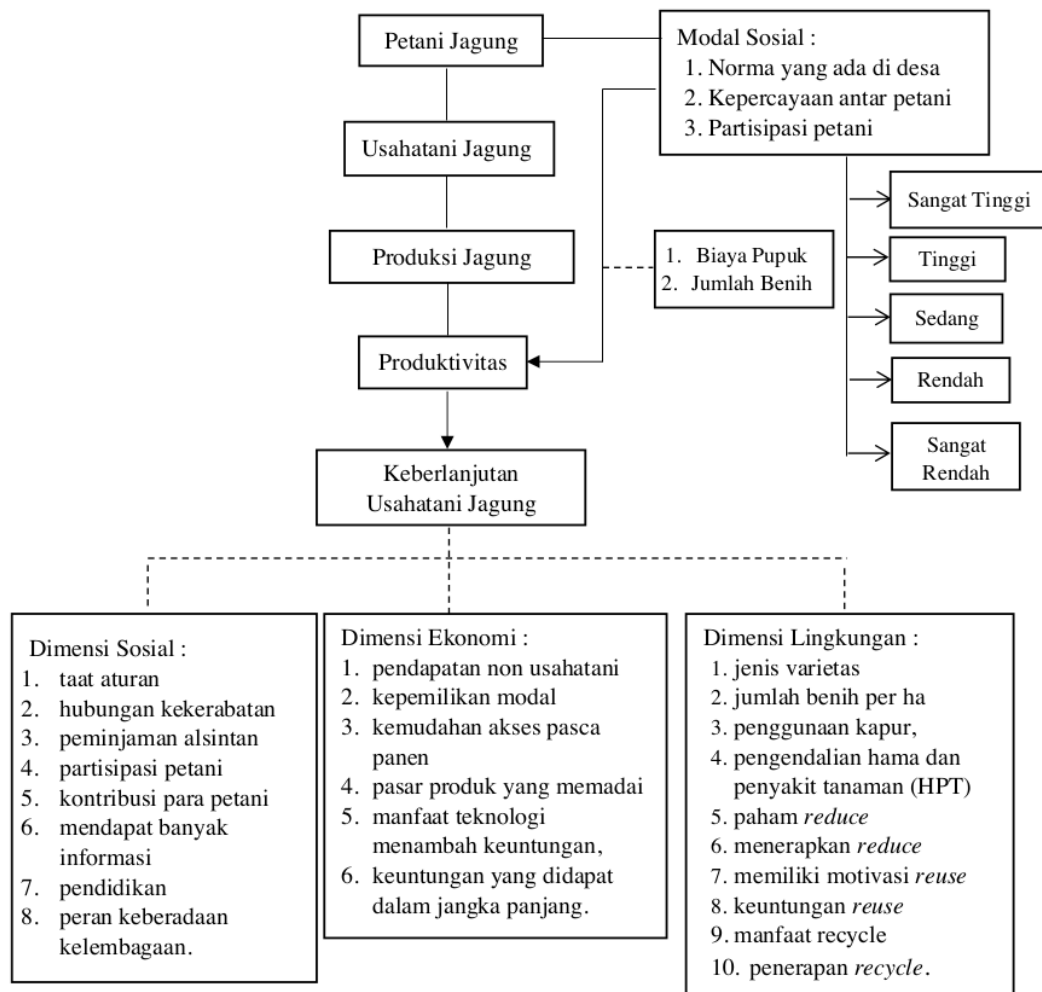 Petani Jagung
Modal Sosial :
1. Norma yang ada di desa
2. Kepercayaan antar petani
3. Partisipasi petani
Usahatani Jagung
Sangat Tinggi
Produksi Jagung
1. Biaya Pupuk
2. Jumlah Benih
Tinggi
Sedang
Produktivitas
Rendah
Sangat
Rendah
Keberlanjutan
Usahatani Jagung
Dimensi Sosial :
1. taat aturan
2. hubungan kekerabatan
3. peminjaman alsintan
4. partisipasi petani
5. kontribusi para petani
6. mendapat banyak
informasi
7. pendidikan
8. peran keberadaan
kelembagaan.
Dimensi Ekonomi :
1. pendapatan non usahatani
2. kepemilikan modal
3. kemudahan akses pasca
panen
4. pasar produk yang memadai
5. manfaat teknologi
menambah keuntungan,
6. keuntungan yang didapat
dalam jangka panjang.
Dimensi Lingkungan :
1. jenis varietas
2. jumlah benih per ha
3. penggunaan kapur,
4. pengendalian hama dan
penyakit tanaman (HPT)
5. paham reduce
6. menerapkan reduce
7. memiliki motivasi reuse
8. keuntungan reuse
9. manfaat recycle
10. penerapan recycle.